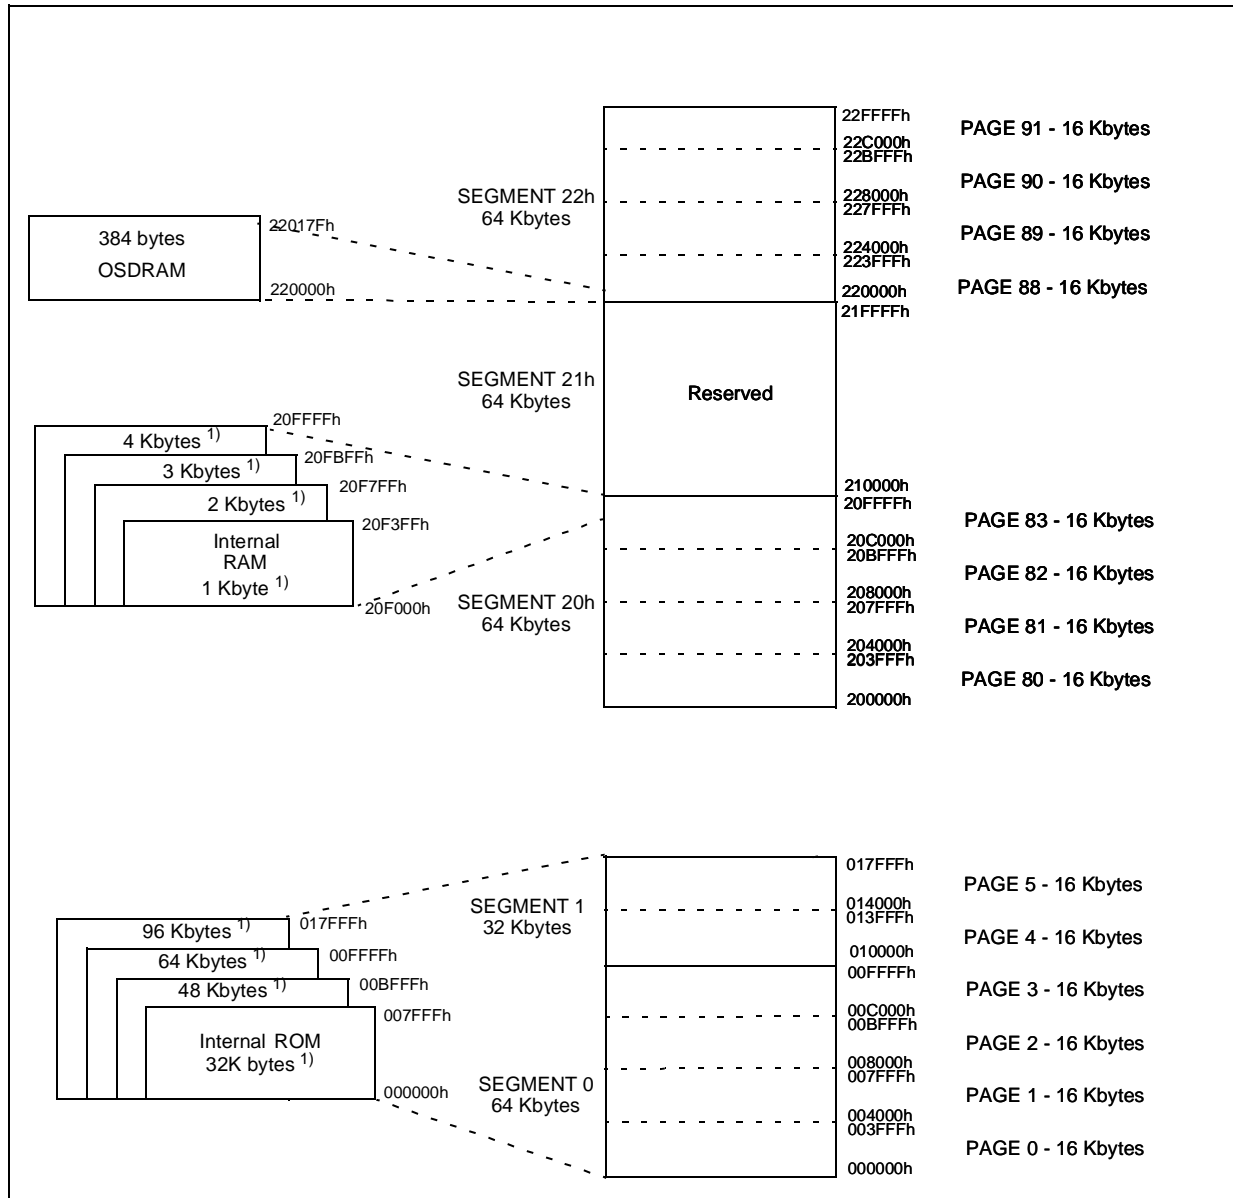 22FFFFh
PAGE 91 - 16 Kbytes
22C000h
22BFFFh
PAGE 90 - 16 Kbytes
SEGMENT 22h
64 Kbytes
228000h
227FFFh
PAGE 89 - 16 Kbytes
224000h
223FFFh
PAGE 88 - 16 Kbytes
220000h
21FFFFh
384 bytes
OSDRAM
22017Fh
220000h
SEGMENT 21h
64 Kbytes
Reserved
210000h
20FFFFh
PAGE 83 - 16 Kbytes
20C000h
20BFFFh
PAGE 82 - 16 Kbytes
208000h
207FFFh
PAGE 81 - 16 Kbytes
204000h
203FFFh
PAGE 80 - 16 Kbytes
200000h
SEGMENT 20h
64 Kbytes
4 Kbytes 1)
20FFFFh
3 Kbytes 1)
20FBFFh
2 Kbytes 1)
20F7FFh
Internal
RAM
1 Kbyte 1)
20F3FFh
20F000h
017FFFh
PAGE 5 - 16 Kbytes
SEGMENT 1
32 Kbytes
014000h
013FFFh
PAGE 4 - 16 Kbytes
010000h
00FFFFh
PAGE 3 - 16 Kbytes
00C000h
00BFFFh
PAGE 2 - 16 Kbytes
008000h
007FFFh
SEGMENT 0
64 Kbytes
PAGE 1 - 16 Kbytes
004000h
003FFFh
PAGE 0 - 16 Kbytes
000000h
96 Kbytes 1)
017FFFh
64 Kbytes 1)
00FFFFh
48 Kbytes 1)
00BFFFh
Internal ROM
32K bytes 1)
007FFFh
000000h